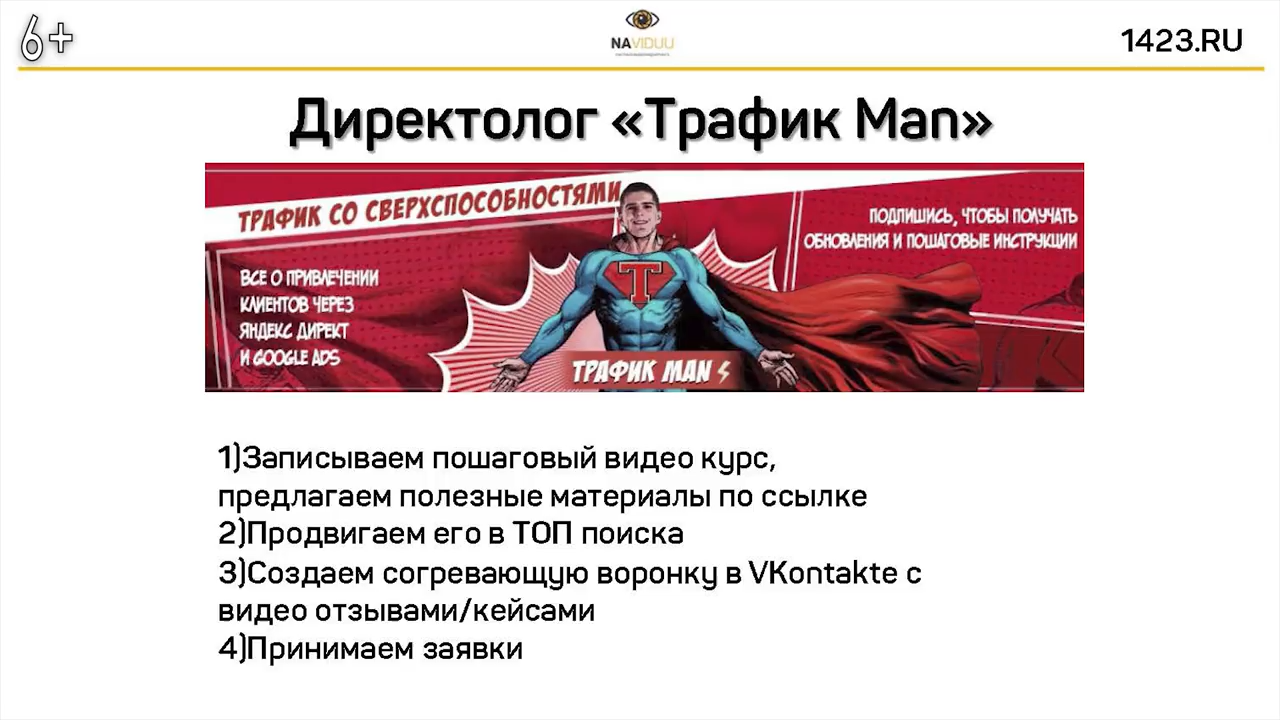 6+
NAVIDUU
1423.RU
Директолог «Трафик Man»
ТРАФИК СО СВЕРХСПОСОБНОСТЯМИ
ПОДПИШИСЬ, ЧТОБЫ ПОЛУЧАТЬ
ОБНОВЛЕНИЯ И ПОШАГОВЫЕ ИНСТРУКЦИИ
ВСЕ О ПРИВЛЕЧЕНИИ
КЛИЕНТОВ ЧЕРЕЗ
ЯНДЕКС ДИРЕКТ
И GOOGLE ADS
T
ТРАФИК MAN
1)Записываем пошаговый видео курс,
предлагаем полезные материалы по ссылке
2)Продвигаем его в ТОП поиска
3)Создаем согревающую воронку в VKontakte с
видео отзывами/кейсами
4)Принимаем заявки